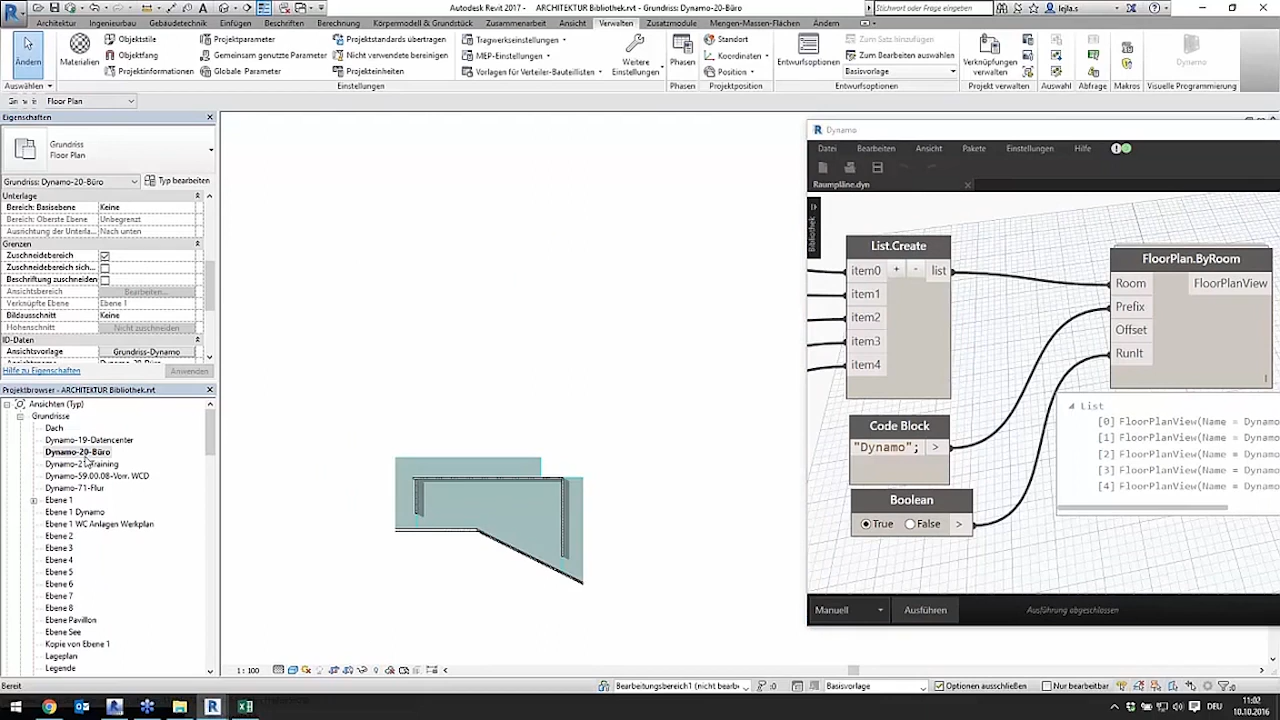 Autodesk Revit 2017 - ARCHITEKTUR Bibliothek.rvt - Grundriss: Dynamo-20-Büro
Stichwort oder Frage eingeben
lejla.s...
Architektur Ingenieurbau Gebäudetechnik Einfügen Beschriften Berechnung Körpermodell & Grundstück Zusammenarbeit Ansicht Verwalten Zusatzmodule Mengen-Massen-Flächen Ändern
Ändern
Materialien
Objektstile
Objektfang
Projektinformationen
Projektparameter
Gemeinsam genutzte Parameter
Globale Parameter
Projektstandards übertragen
Nicht verwendete bereinigen
Projekteinheiten
Tragwerkseinstellungen
MEP-Einstellungen
Vorlagen für Verteiler-Bauteillisten
Weitere Einstellungen
Phasen
Standort
Koordinaten
Position
Entwurfsoptionen
Zum Satz hinzufügen
Zum Bearbeiten auswählen
Basisvorlage
Verknüpfungen verwalten
Dynamo
Auswählen Einstellungen Phasen Projektposition Entwurfsoptionen Projekt verwalten Auswahl Abfrage Makros Visuelle Programmierung
Floor Plan
Eigenschaften
Grundriss
Floor Plan
Grundriss: Dynamo-20-Büro Typ bearbeiten
Unterlage
Bereich: Basisebene Keine
Bereich: Oberste Ebene Unbegrenzt
Ausrichtung der Unterla... Nach unten
Grenzen
Zuschneidebereich
Zuschneidebereich sich...
Beschriftung zuschneide...
Ansichtsbereich Bearbeiten...
Verknüpfte Ebene Ebene 1
Bildausschnitt Keine
Höhenschnitt Nicht zuschneiden
ID-Daten
Ansichtsvorlage Grundriss-Dynamo
Hilfe zu Eigenschaften Anwenden
Projektbrowser - ARCHITEKTUR Bibliothek.rvt
Ansichten (Typ)
Grundrisse
Dach
Dynamo-19-Datencenter
Dynamo-20-Büro
Dynamo-21-Training
Dynamo-59.00.08-Vorr. WCD
Dynamo-71-Flur
Ebene 1
Ebene 1 Dynamo
Ebene 1 WC Anlagen Werkplan
Ebene 2
Ebene 3
Ebene 4
Ebene 5
Ebene 6
Ebene 7
Ebene 8
Ebene Pavillon
Ebene See
Kopie von Ebene 1
Lageplan
Legende
1 : 100
Dynamo
Datei Bearbeiten Ansicht Pakete Einstellungen Hilfe
Raumpläne.dyn
Bibliothek
List.Create
item0 + - list
item1
item2
item3
item4
Code Block
"Dynamo"; >
Boolean
True False >
FloorPlan.ByRoom
Room FloorPlanView
Prefix
Offset
RunIt
List
[0] FloorPlanView(Name = Dynamo
[1] FloorPlanView(Name = Dynamo
[2] FloorPlanView(Name = Dynamo
[3] FloorPlanView(Name = Dynamo
[4] FloorPlanView(Name = Dynamo
Manuell Ausführen Ausführung abgeschlossen
Bereit
Bearbeitungsbereich1 (nicht bearbe :0 Basisvorlage Optionen ausschließen Nur bearbeitbar :0
DEU
11:02
10.10.2016